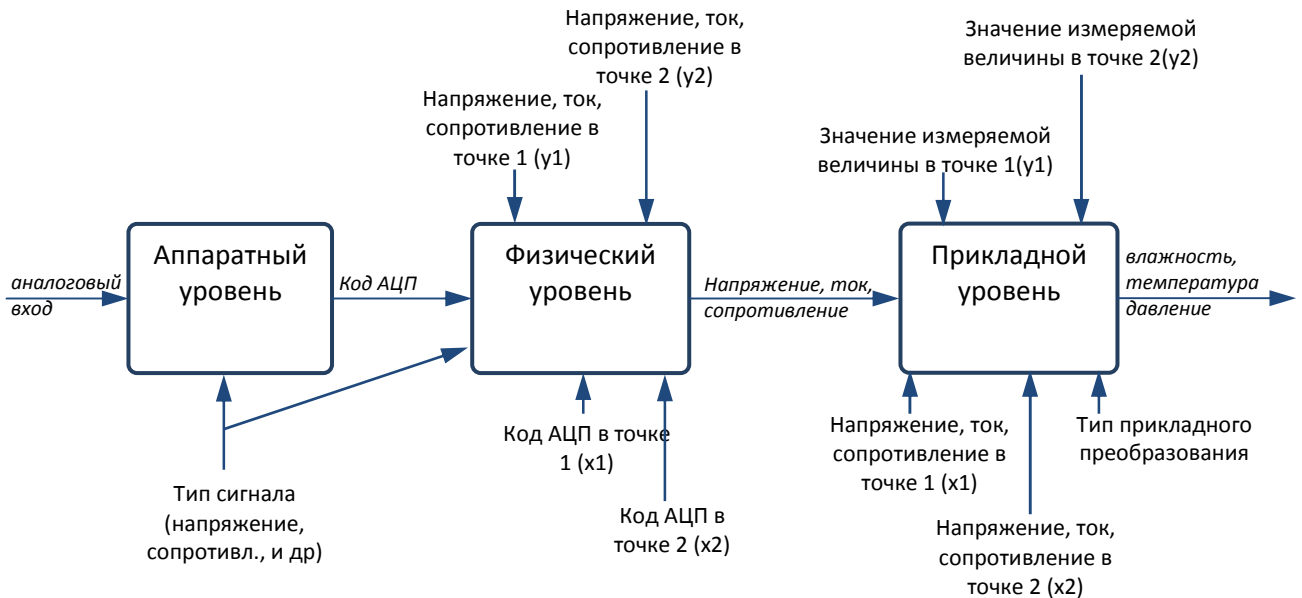 Напряжение, ток,
сопротивление в
точке 2 (y2)
Значение измеряемой
величины в точке 2(y2)
Напряжение, ток,
сопротивление в
точке 1 (y1)
Значение измеряемой
величины в точке 1(y1)
аналоговый
вход
Аппаратный
уровень
Код АЦП
Физический
уровень
Напряжение, ток,
сопротивление
Прикладной
уровень
влажность,
температура
давление
Тип сигнала
(напряжение,
сопротивл., и др)
Код АЦП в точке
1 (x1)
Код АЦП в
точке 2 (x2)
Напряжение, ток,
сопротивление в
точке 1 (x1)
Напряжение, ток,
сопротивление в
точке 2 (x2)
Тип прикладного
преобразования